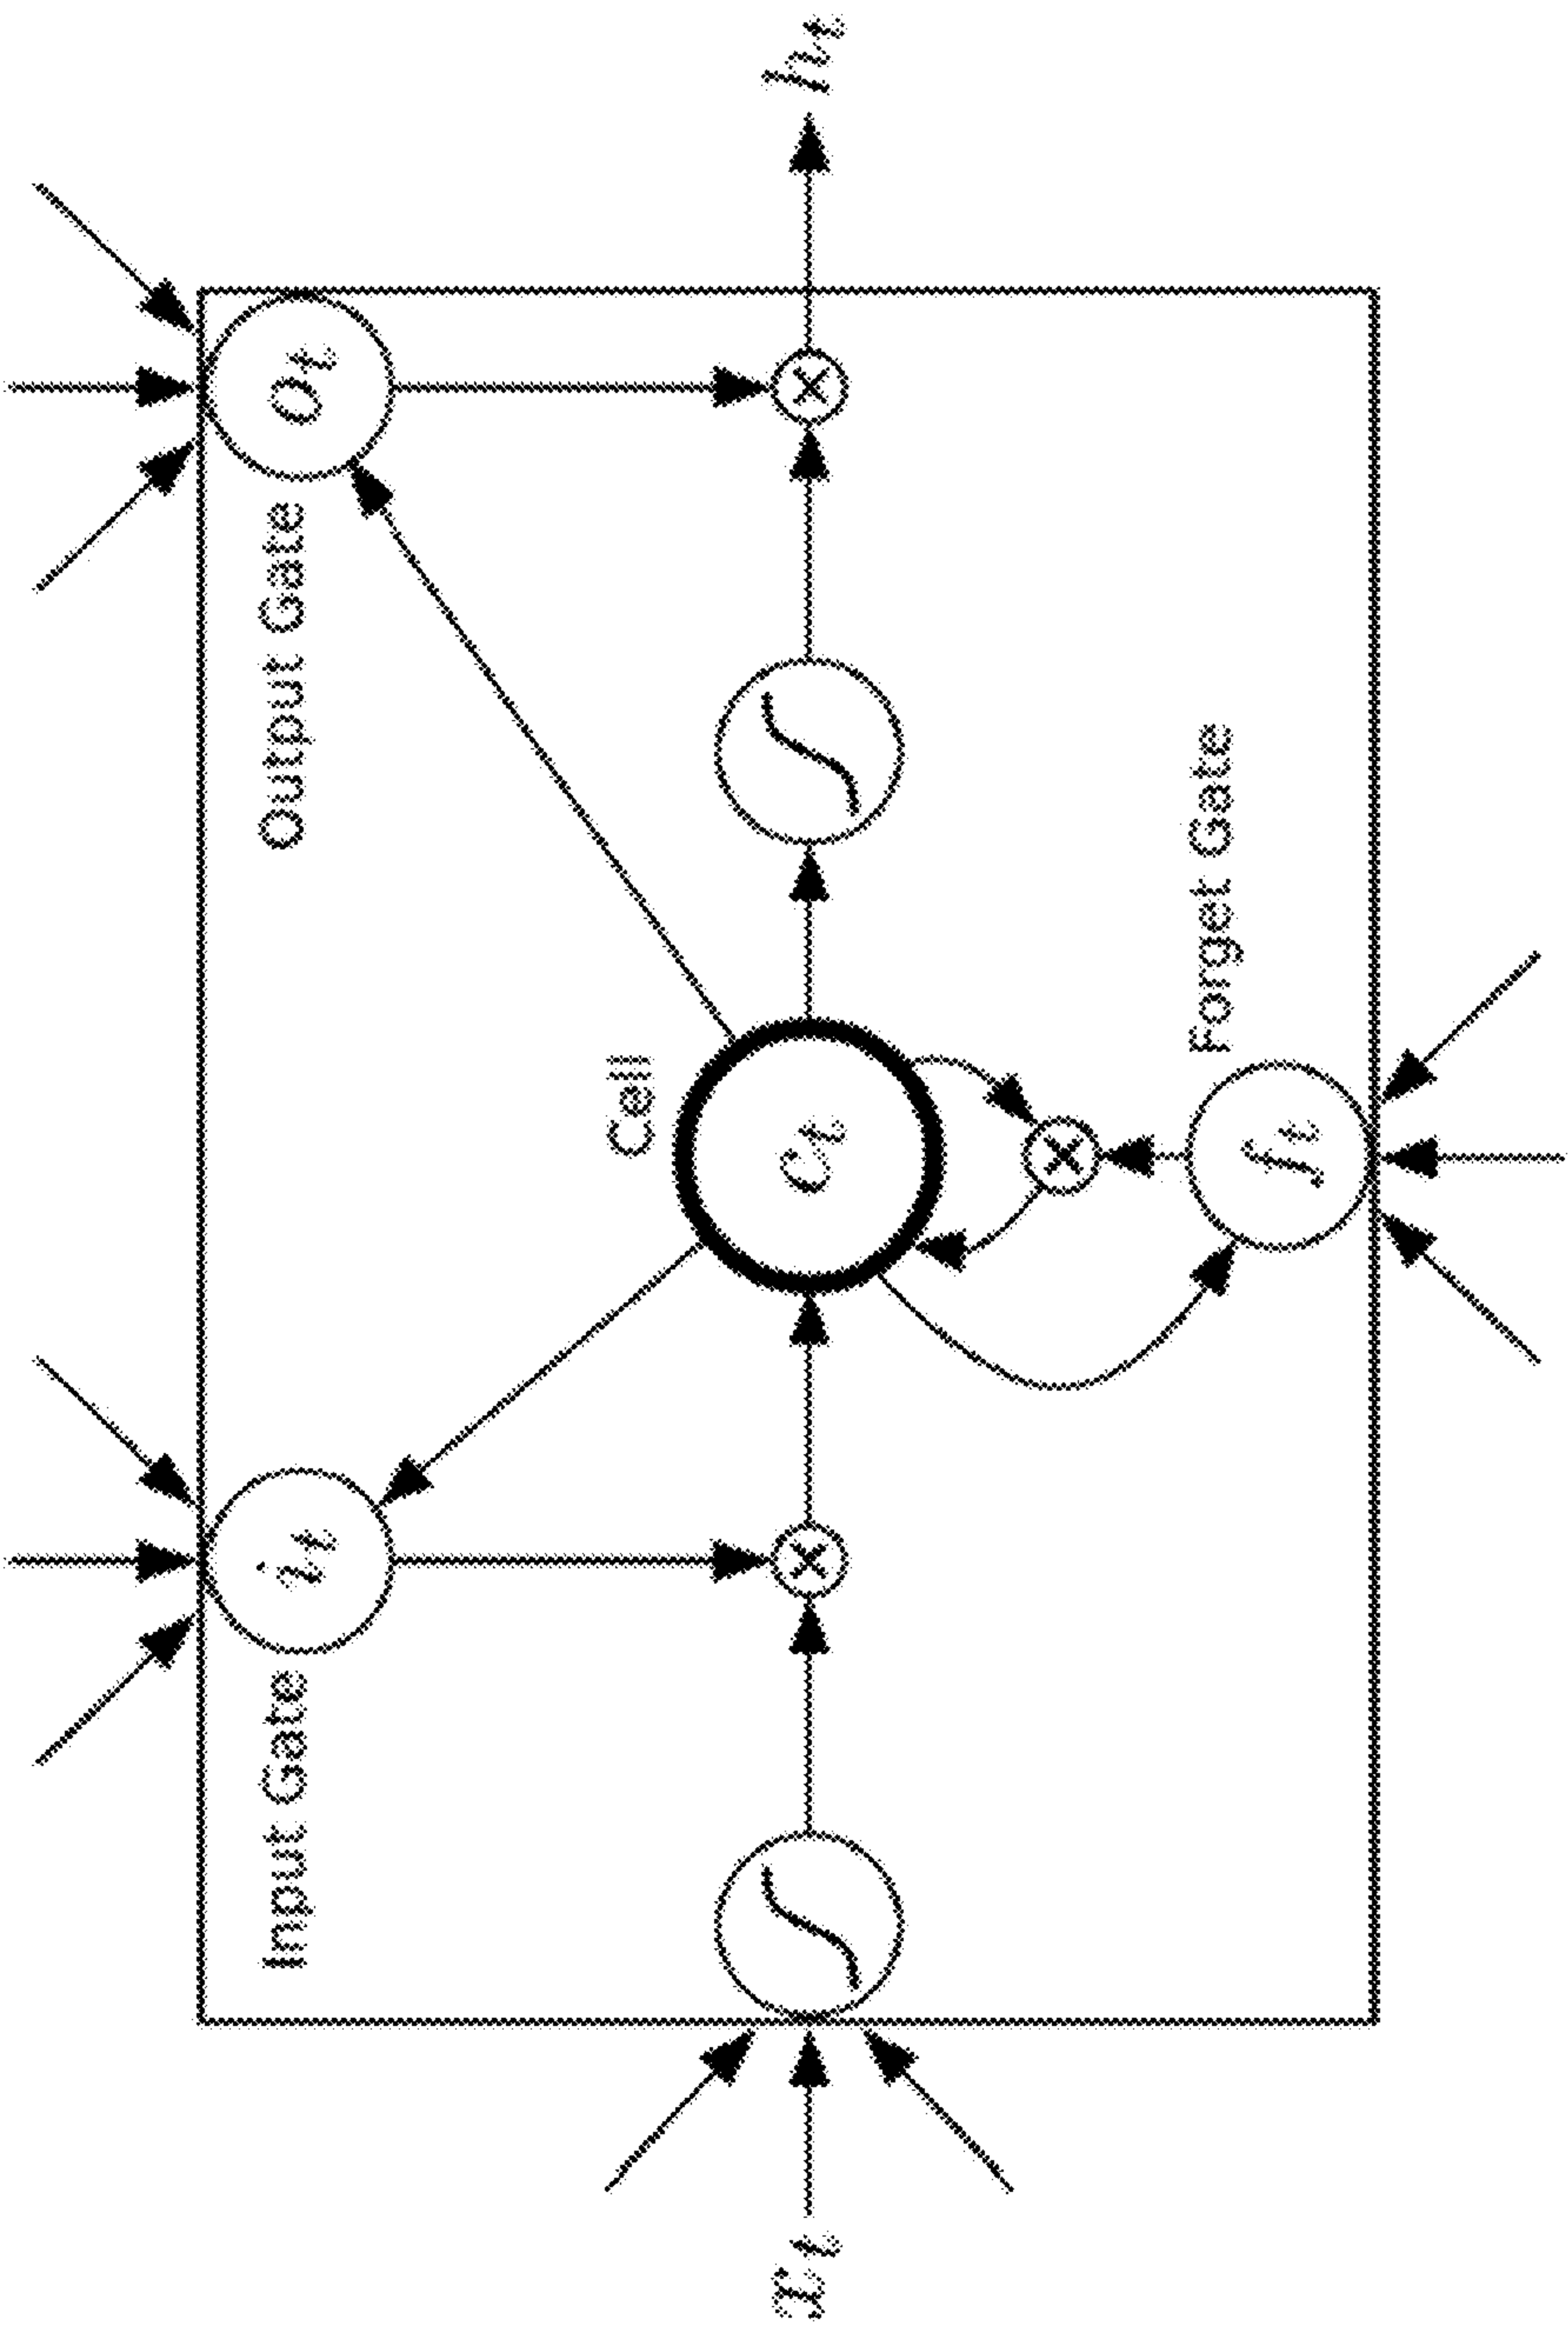 Input Gate
i_t
Output Gate
o_t
Cell
x_t
×
c_t
×
h_t
×
f_t
Forget Gate